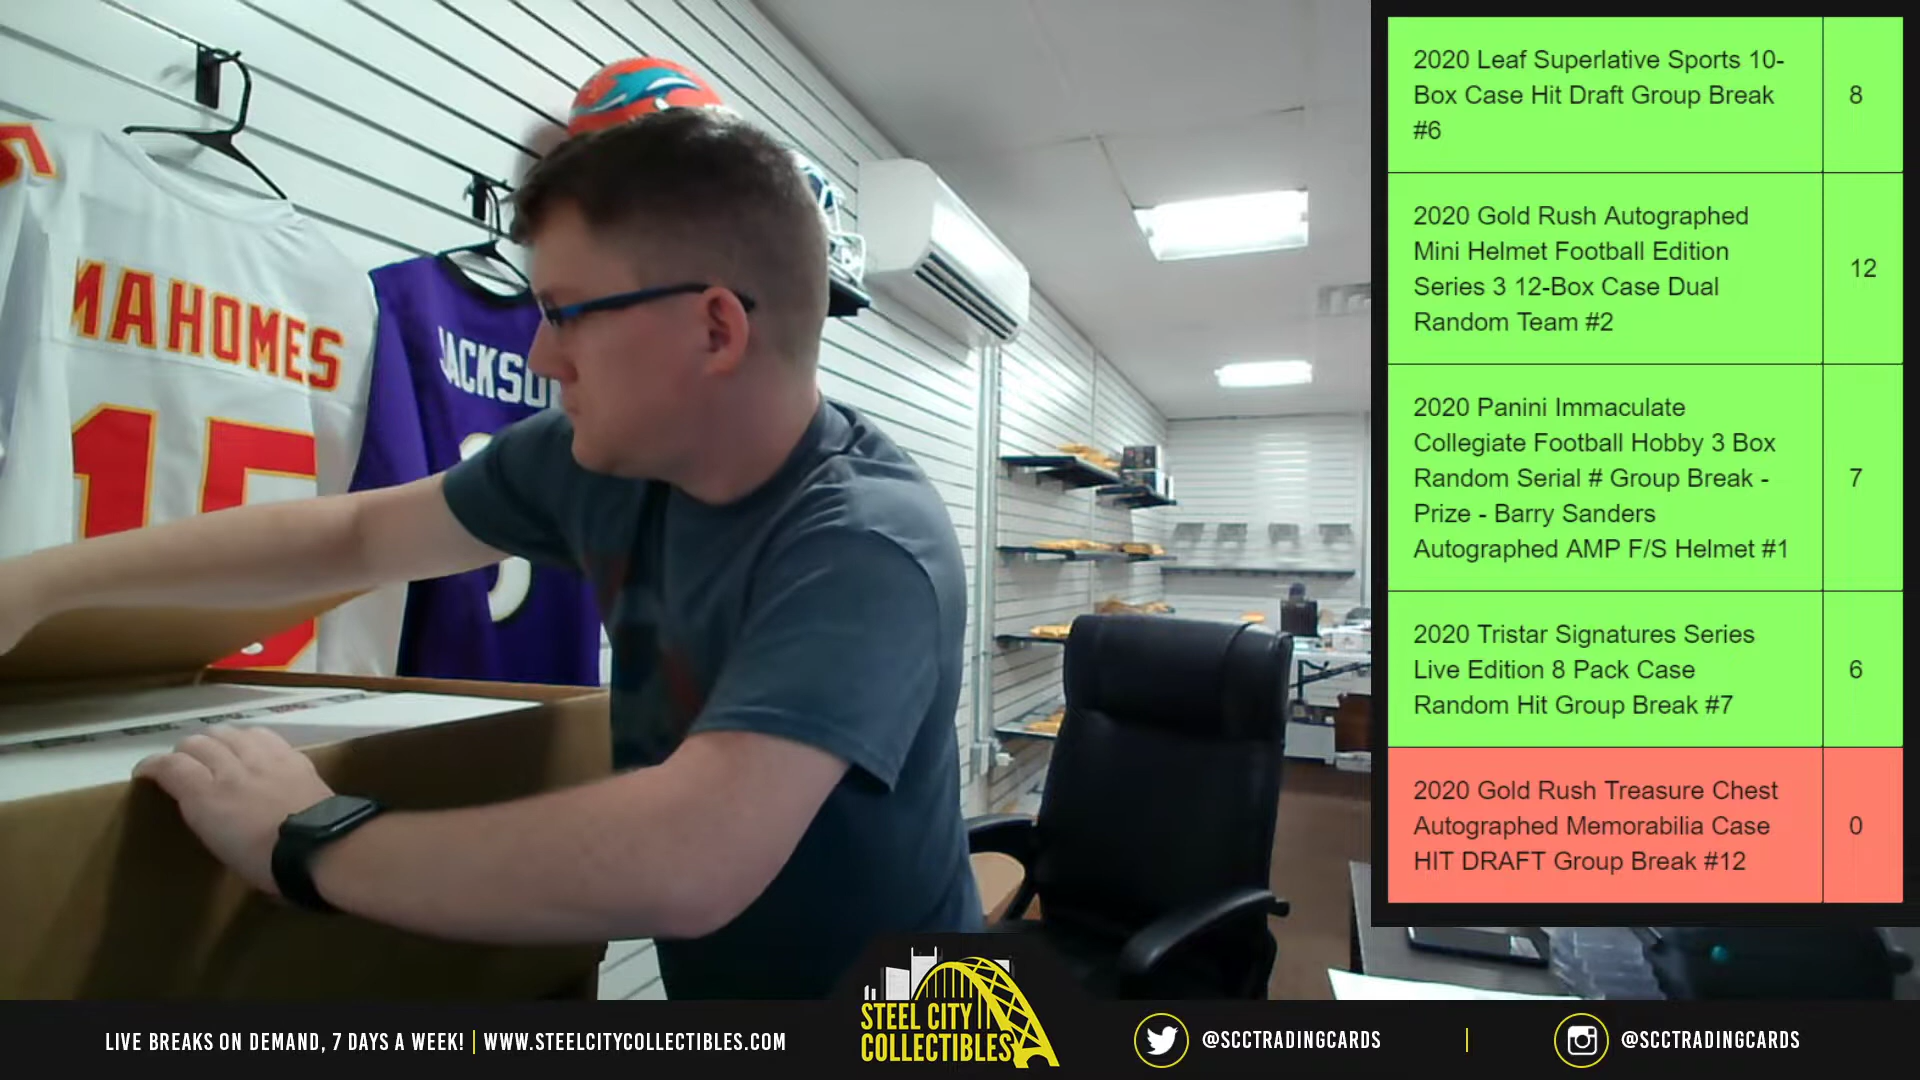 MAHOMES
15
JACKSON
2020 Leaf Superlative Sports 10-
Box Case Hit Draft Group Break
#6
8
2020 Gold Rush Autographed
Mini Helmet Football Edition
Series 3 12-Box Case Dual
Random Team #2
12
2020 Panini Immaculate
Collegiate Football Hobby 3 Box
Random Serial # Group Break -
Prize - Barry Sanders
Autographed AMP F/S Helmet #1
7
2020 Tristar Signatures Series
Live Edition 8 Pack Case
Random Hit Group Break #7
6
2020 Gold Rush Treasure Chest
Autographed Memorabilia Case
HIT DRAFT Group Break #12
0
LIVE BREAKS ON DEMAND, 7 DAYS A WEEK! | WWW.STEELCITYCOLLECTIBLES.COM
STEEL CITY
COLLECTIBLES
@SCCTRADINGCARDS
@SCCTRADINGCARDS